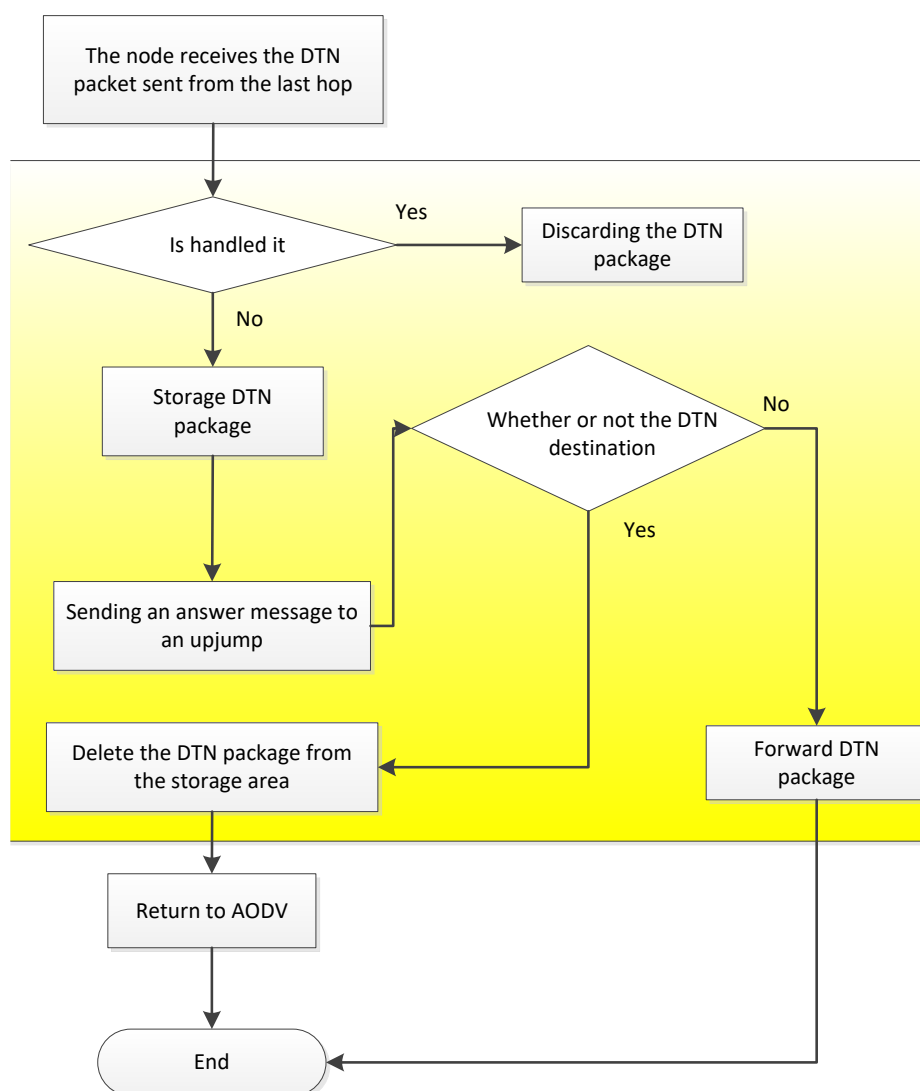 The node receives the DTN
packet sent from the last hop
Is handled it
Yes
Discarding the DTN
package
No
Storage DTN
package
Whether or not the DTN
destination
No
Yes
Sending an answer message to
an upjump
Delete the DTN package from
the storage area
Forward DTN
package
Return to AODV
End